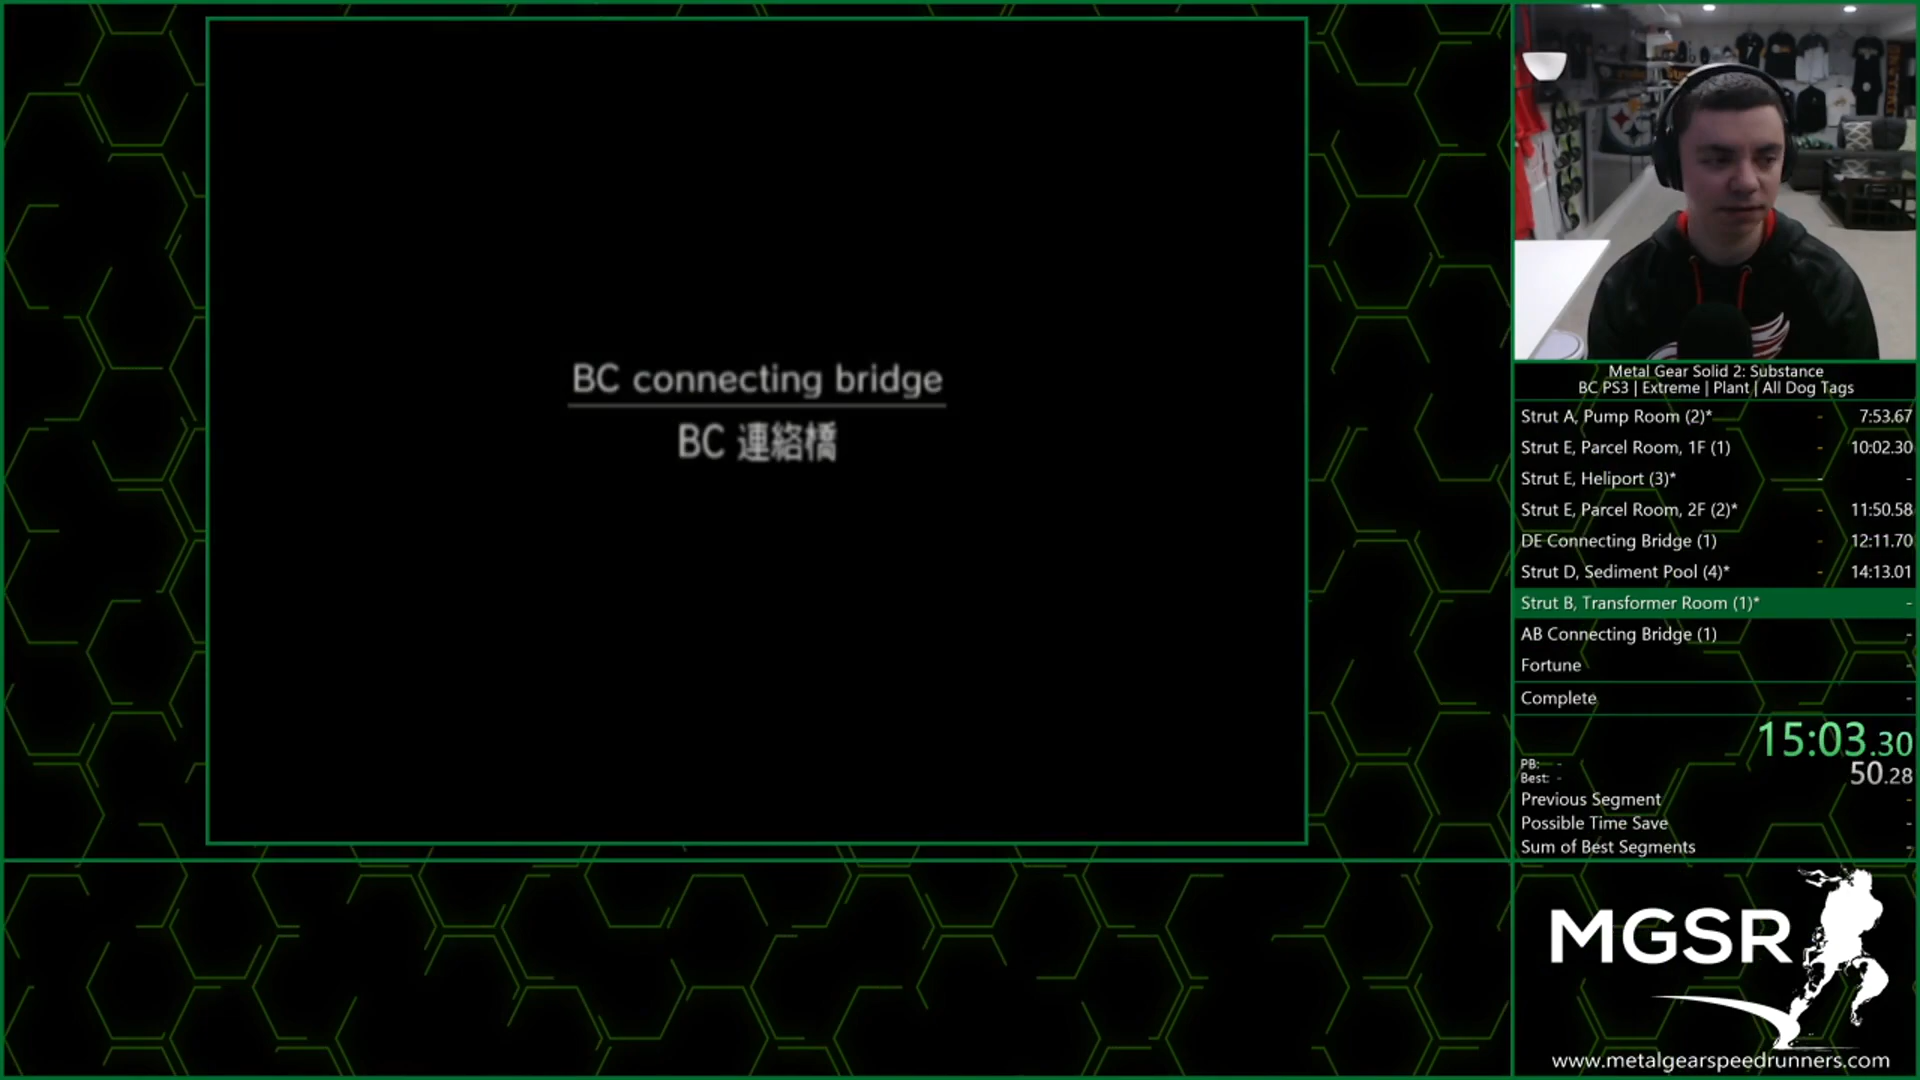 BC connecting bridge
BC 連絡橋
Metal Gear Solid 2: Substance
BC PS3 | Extreme | Plant | All Dog Tags
Strut A, Pump Room (2)* - 7:53.67
Strut E, Parcel Room, 1F (1) - 10:02.30
Strut E, Heliport (3)* - -
Strut E, Parcel Room, 2F (2)* - 11:50.58
DE Connecting Bridge (1) - 12:11.70
Strut D, Sediment Pool (4)* - 14:13.01
Strut B, Transformer Room (1)* -
AB Connecting Bridge (1) -
Fortune -
Complete -
15:03.30
PB: -
Best: - 50.28
Previous Segment -
Possible Time Save -
Sum of Best Segments -
MGSR
www.metalgearspeedrunners.com